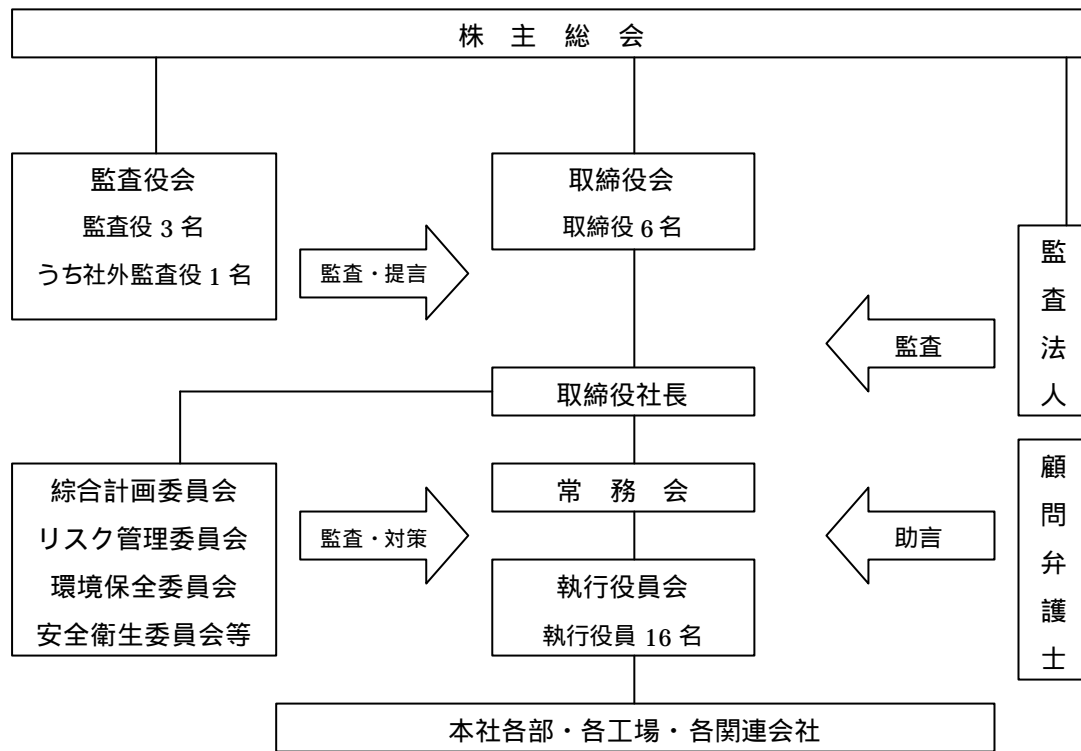 株 主 総 会
監査役会
監査役 3 名
うち社外監査役 1 名
監査・提言
取締役会
取締役 6 名
監査法人
監査
取締役社長
綜合計画委員会
リスク管理委員会
環境保全委員会
安全衛生委員会等
監査・対策
常 務 会
執行役員会
執行役員 16 名
助言
顧問弁護士
本社各部・各工場・各関連会社